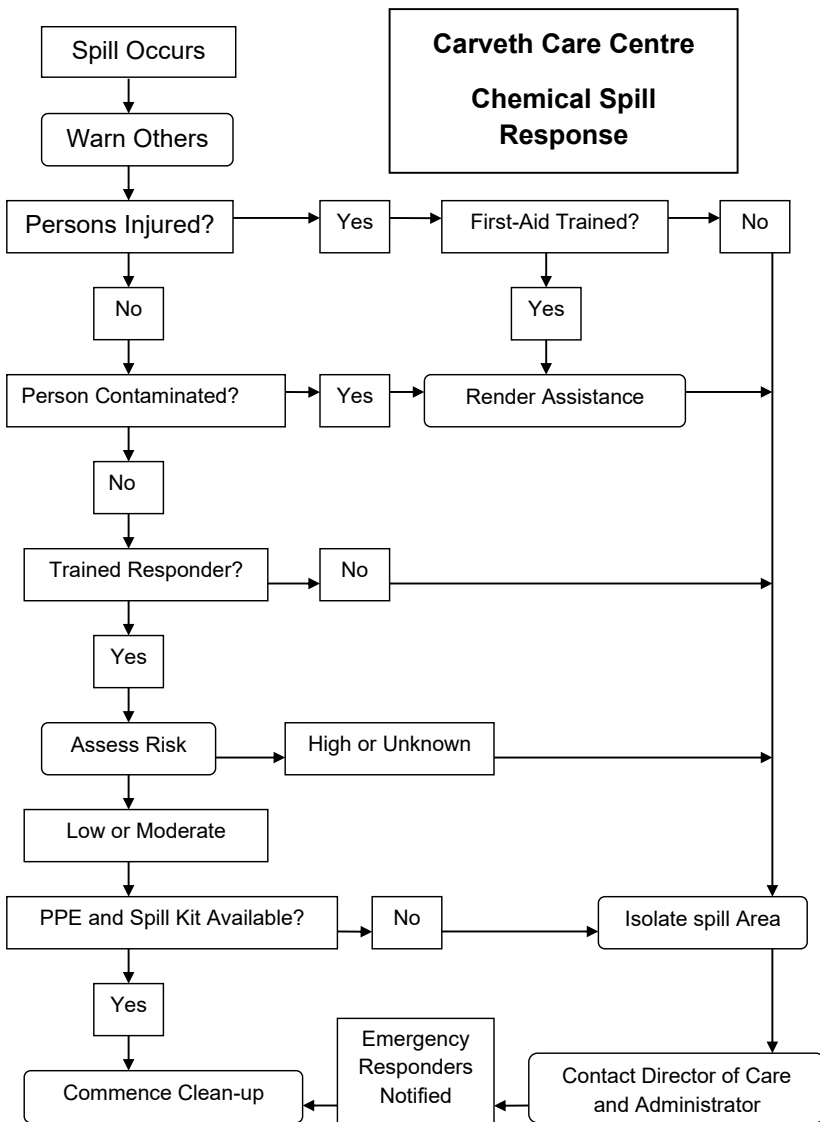 Carveth Care Centre
Chemical Spill
Response
Spill Occurs
Warn Others
Persons Injured?
Yes
First-Aid Trained?
No
No
Yes
Person Contaminated?
Yes
Render Assistance
No
Trained Responder?
No
Yes
Assess Risk
High or Unknown
Low or Moderate
PPE and Spill Kit Available?
No
Isolate spill Area
Yes
Emergency
Responders
Notified
Commence Clean-up
Contact Director of Care
and Administrator